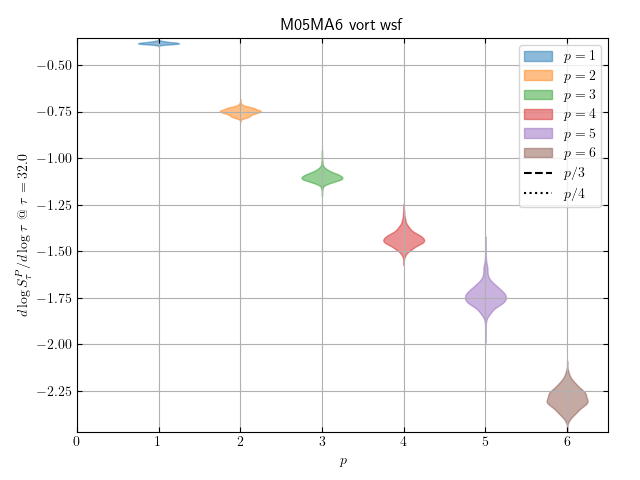 M05MA6 vort wsf
d log S_τ^P / d log τ @ τ = 32.0
−0.50
−0.75
−1.00
−1.25
−1.50
−1.75
−2.00
−2.25
p = 1
p = 2
p = 3
p = 4
p = 5
p = 6
p/3
p/4
0
1
2
3
4
5
6
p